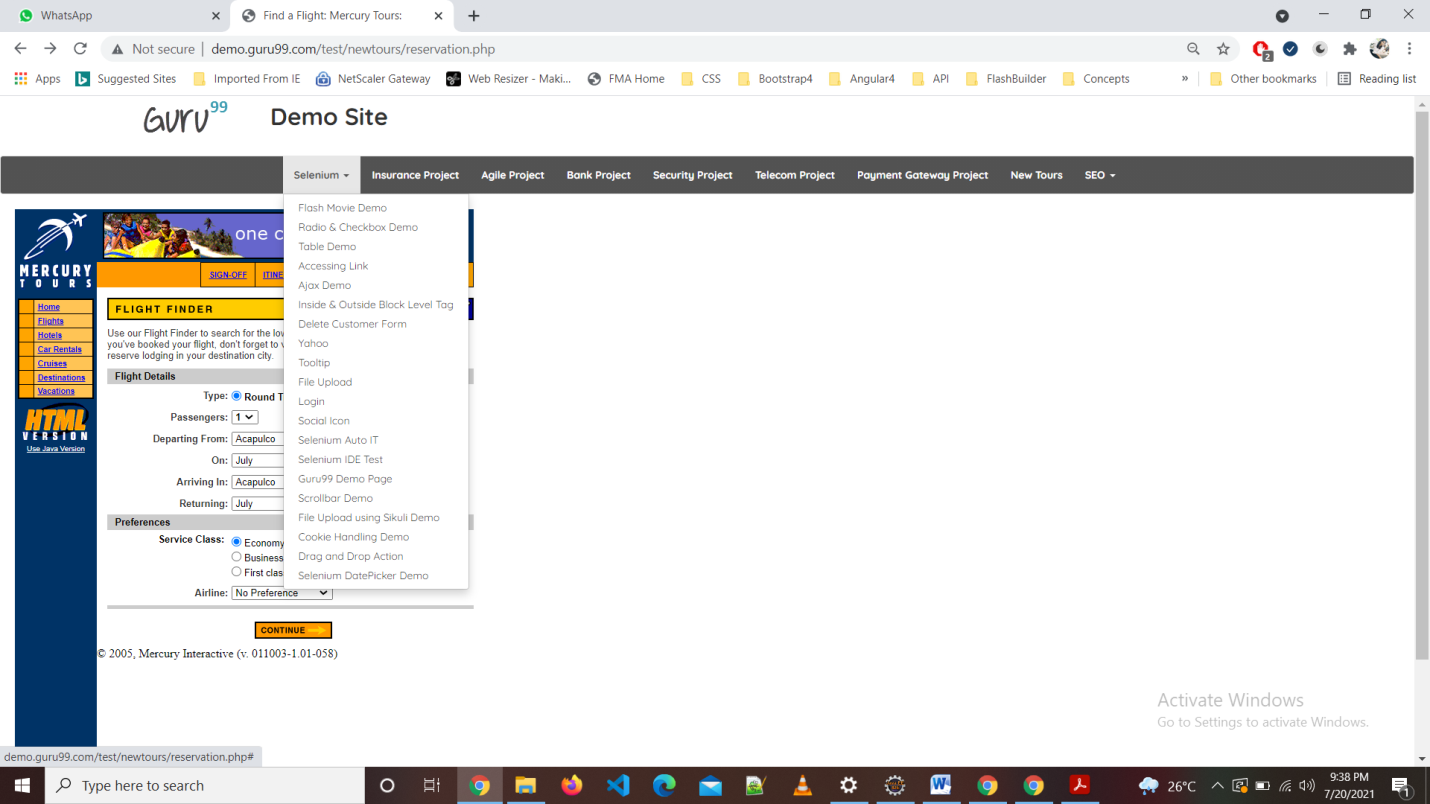 WhatsApp
Find a Flight: Mercury Tours:
Not secure | demo.guru99.com/test/newtours/reservation.php
2
Apps
Suggested Sites
Imported From IE
NetScaler Gateway
Web Resizer - Maki...
FMA Home
CSS
Bootstrap4
Angular4
API
FlashBuilder
Concepts
»
Other bookmarks
Reading list
GURU99
Demo Site
Selenium
Insurance Project
Agile Project
Bank Project
Security Project
Telecom Project
Payment Gateway Project
New Tours
SEO
Flash Movie Demo
Radio & Checkbox Demo
Table Demo
Accessing Link
Ajax Demo
Inside & Outside Block Level Tag
Delete Customer Form
Yahoo
Tooltip
File Upload
Login
Social Icon
Selenium Auto IT
Selenium IDE Test
Guru99 Demo Page
Scrollbar Demo
File Upload using Sikuli Demo
Cookie Handling Demo
Drag and Drop Action
Selenium DatePicker Demo
MERCURY
TOURS
Home
Flights
Hotels
Car Rentals
Cruises
Destinations
Vacations
HTML
VERSION
Use Java Version
one c
SIGN-OFF
ITINE
FLIGHT FINDER
Use our Flight Finder to search for the lo
you've booked your flight, don't forget to v
reserve lodging in your destination city.
Flight Details
Type: Round T
Passengers: 1
Departing From: Acapulco
On: July
Arriving In: Acapulco
Returning: July
Preferences
Service Class: Economy
Business
First clas
Airline: No Preference
CONTINUE
© 2005, Mercury Interactive (v. 011003-1.01-058)
Activate Windows
Go to Settings to activate Windows.
demo.guru99.com/test/newtours/reservation.php#
Type here to search
26°C
9:38 PM
7/20/2021
1